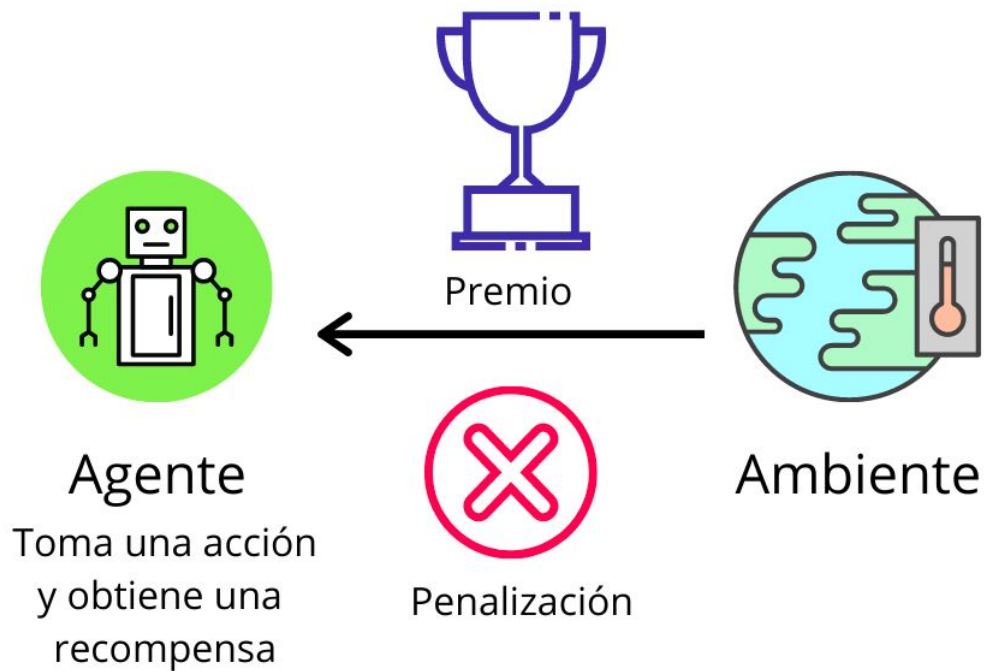 Premio
Agente
Toma una acción
y obtiene una
recompensa
Penalización
Ambiente